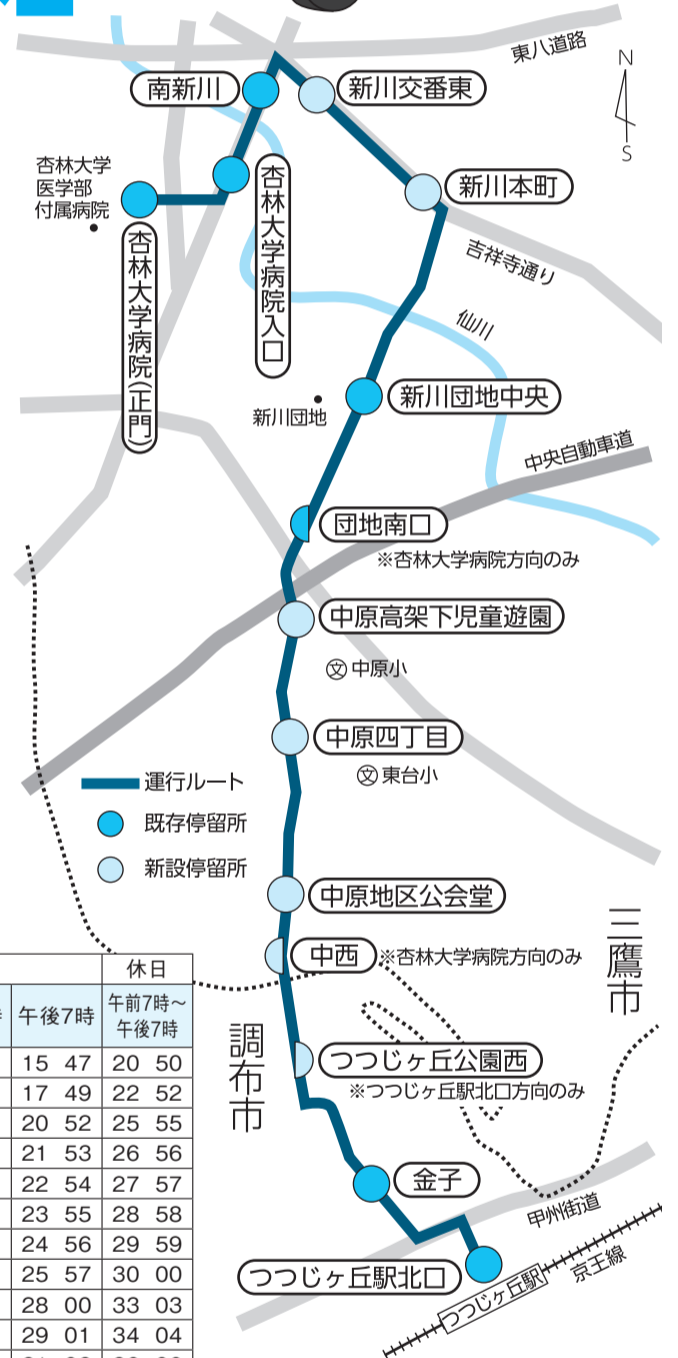 東八道路
N
S
南新川
新川交番東
杏林大学
医学部
付属病院
杏林大学病院入口
新川本町
杏林大学病院(正門)
吉祥寺通り
仙川
新川団地
新川団地中央
中央自動車道
団地南口
※杏林大学病院方向のみ
中原高架下児童遊園
文 中原小
中原四丁目
文 東台小
運行ルート
既存停留所
新設停留所
中原地区公会堂
中西 ※杏林大学病院方向のみ
三鷹市
調布市
つつじヶ丘公園西
※つつじヶ丘駅北口方向のみ
金子
甲州街道
つつじヶ丘駅北口
つつじヶ丘駅
京王線
休日
午後7時 午前7時~
午後7時
15 47 20 50
17 49 22 52
20 52 25 55
21 53 26 56
22 54 27 57
23 55 28 58
24 56 29 59
25 57 30 00
28 00 33 03
29 01 34 04